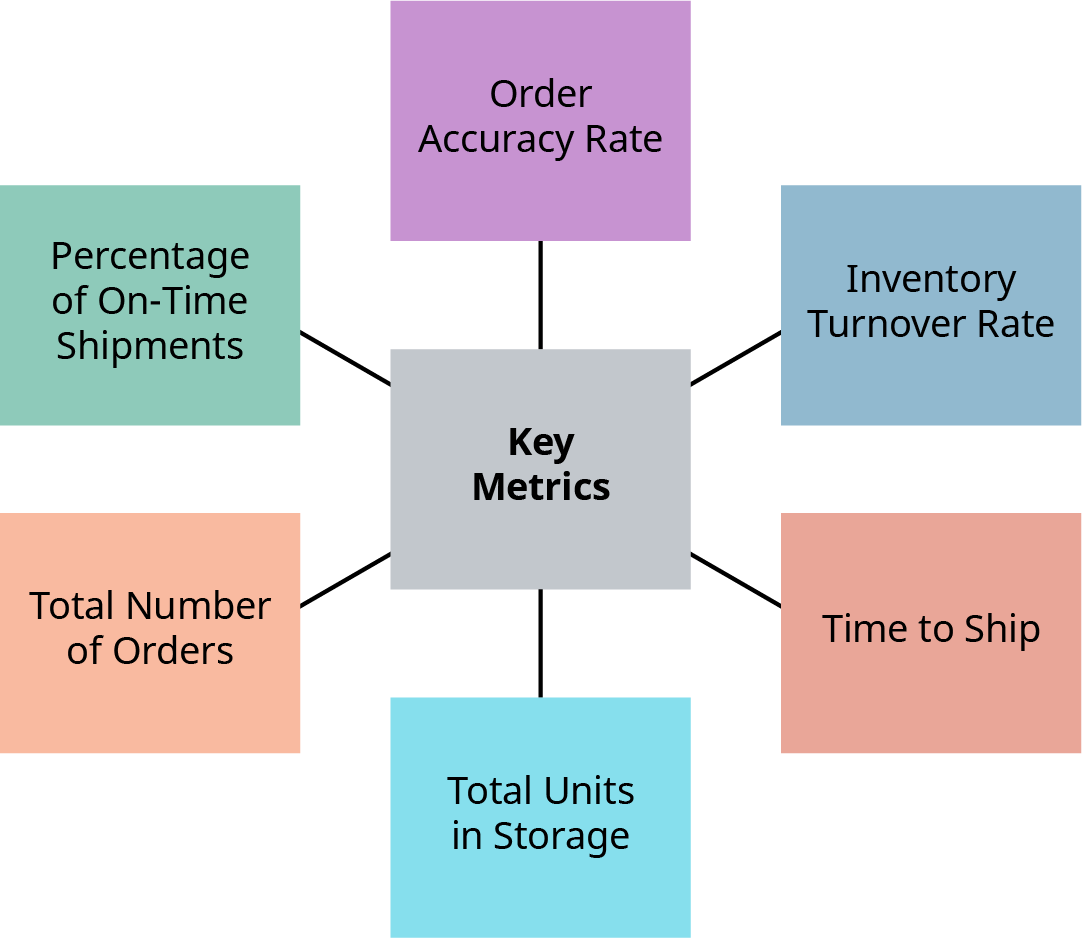 Order
Accuracy Rate
Percentage
of On-Time
Shipments
Inventory
Turnover Rate
Key
Metrics
Total Number
of Orders
Time to Ship
Total Units
in Storage